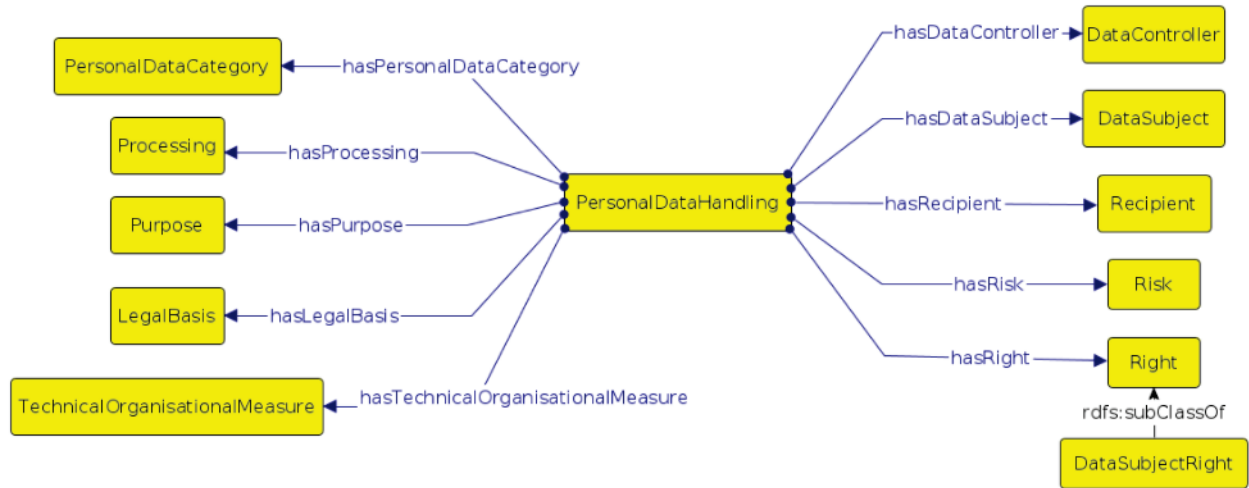 hasDataController
DataController
PersonalDataCategory
hasPersonalDataCategory
hasDataSubject
DataSubject
Processing
hasProcessing
PersonalDataHandling
hasRecipient
Recipient
Purpose
hasPurpose
hasRisk
Risk
LegalBasis
hasLegalBasis
hasRight
Right
TechnicalOrganisationalMeasure
hasTechnicalOrganisationalMeasure
rdfs:subClassOf
DataSubjectRight